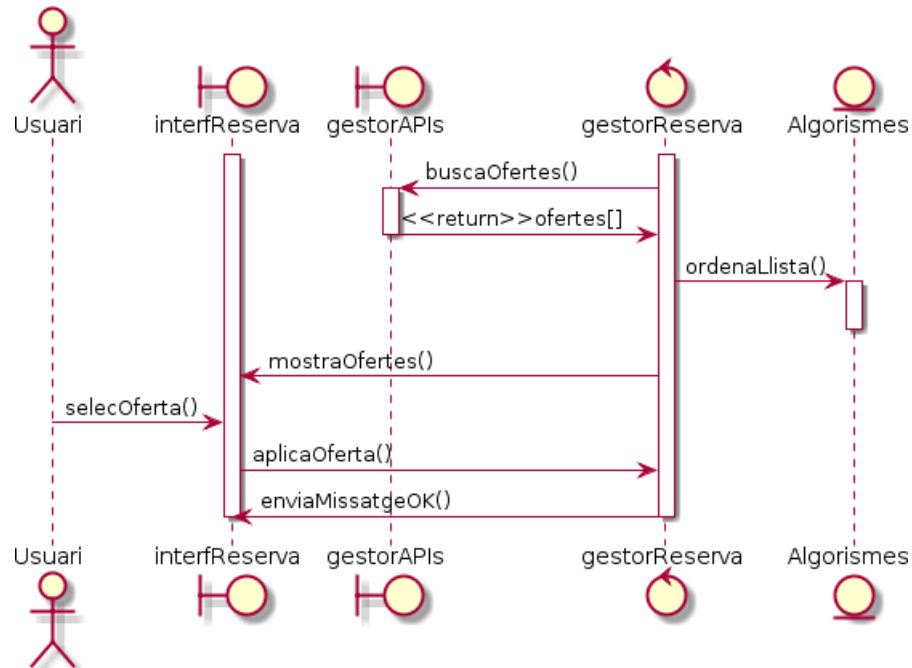 Usuari
interfReserva
gestorAPIs
gestorReserva
Algorismes
buscaOfertes()
<<return>>ofertes[]
ordenaLlista()
mostraOfertes()
selecOferta()
aplicaOferta()
enviaMissatgeOK()
Usuari
interfReserva
gestorAPIs
gestorReserva
Algorismes